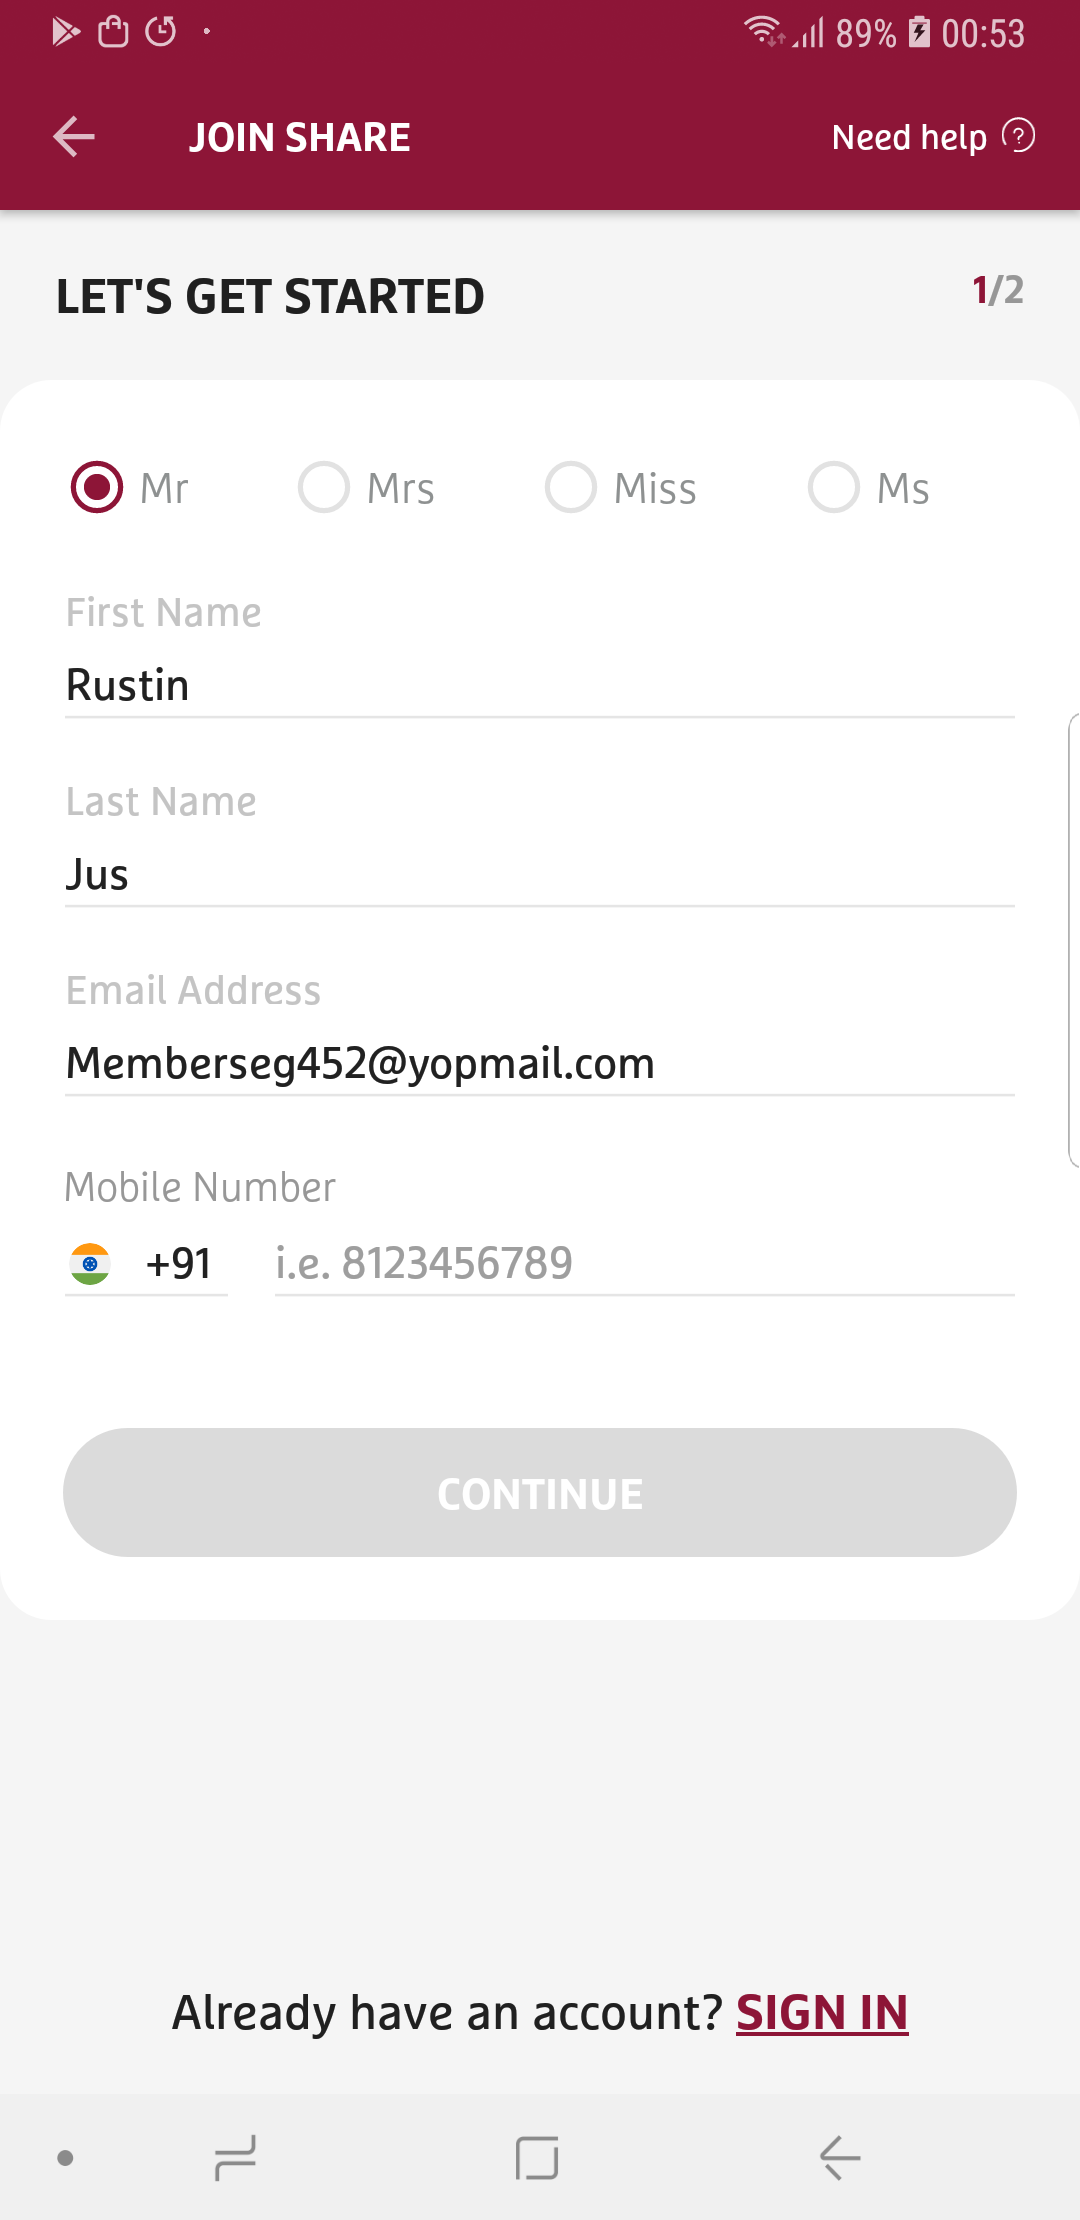 89% 00:53
JOIN SHARE Need help ?
LET'S GET STARTED 1/2
Mr Mrs Miss Ms
First Name
Rustin
Last Name
Jus
Email Address
Memberseg452@yopmail.com
Mobile Number
+91 i.e. 8123456789
CONTINUE
Already have an account? SIGN IN